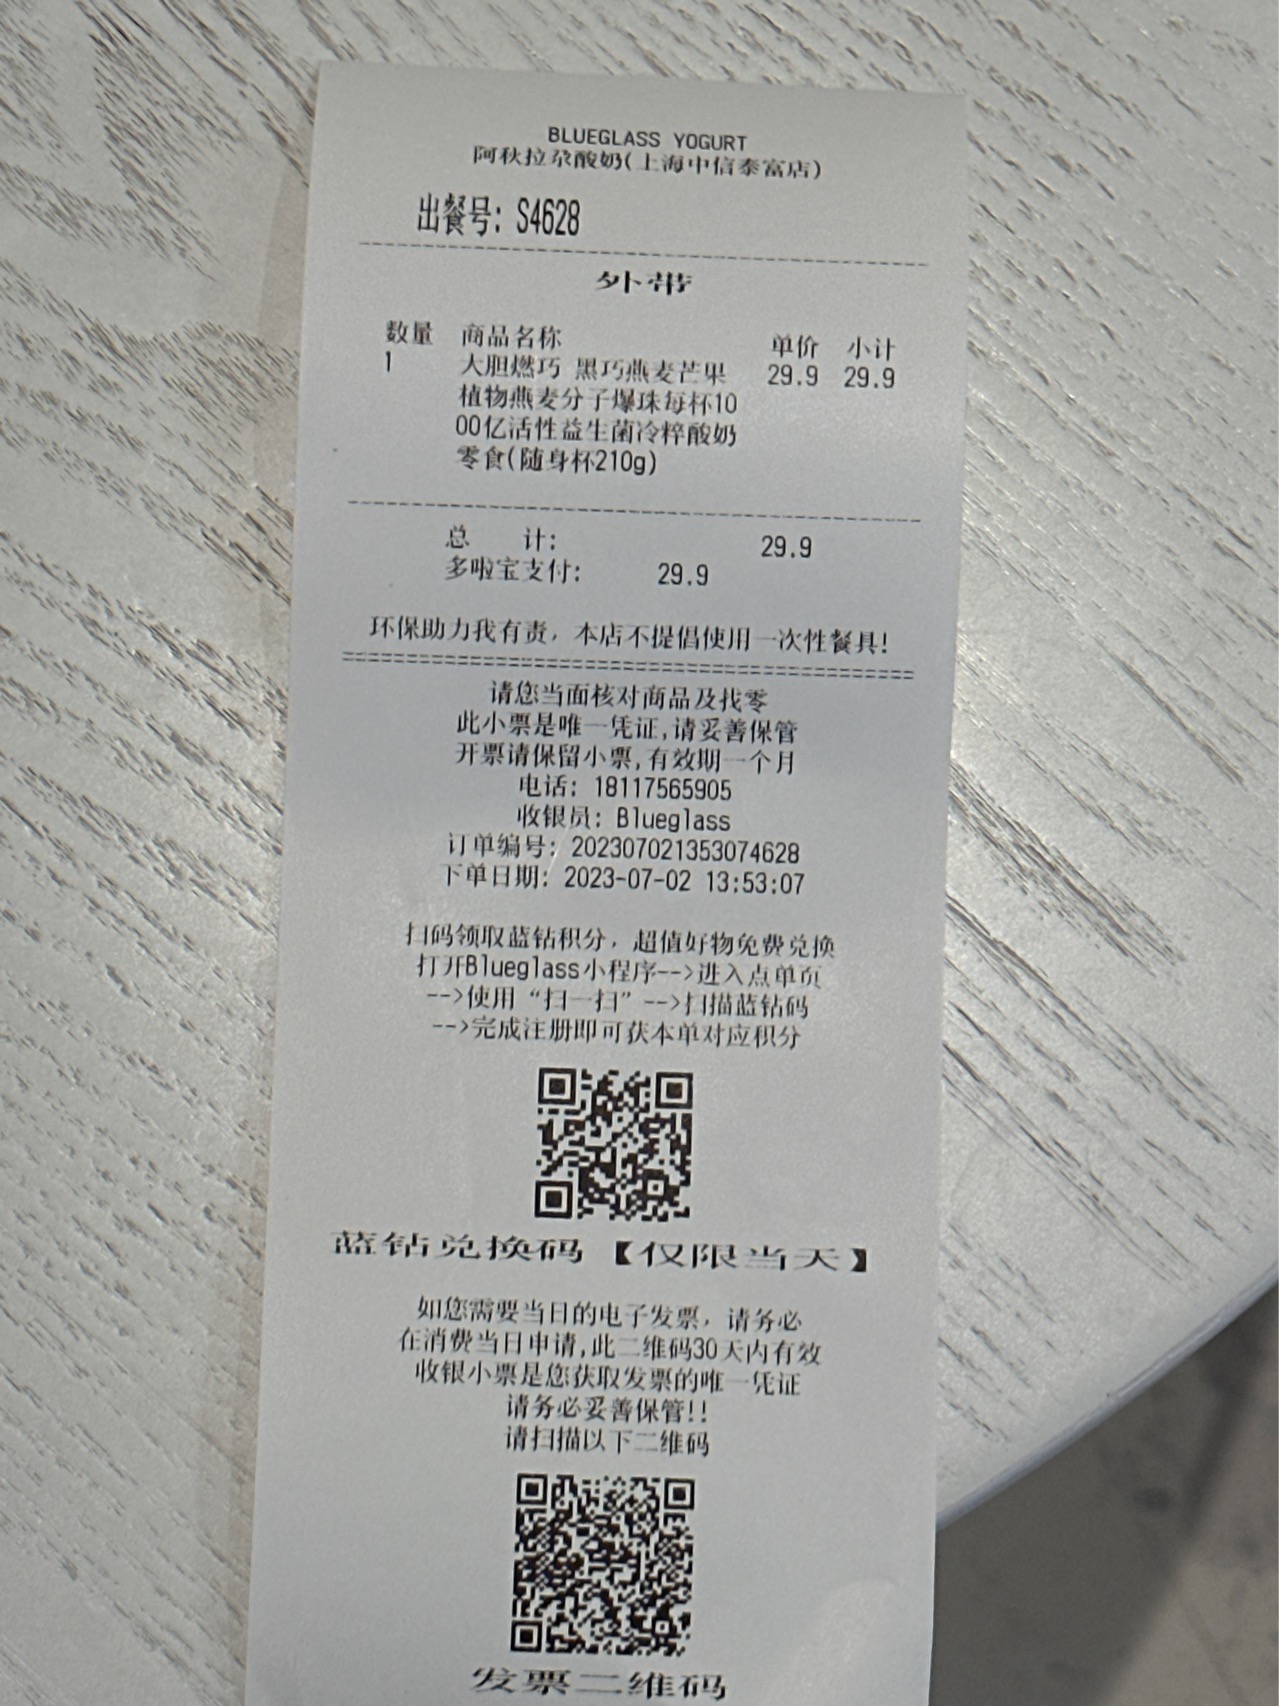 BLUEGLASS YOGURT
阿秋拉尕酸奶(上海中信泰富店)
出餐号: S4628
外带
数量 商品名称 单价 小计
1 大胆燃巧 黑巧燕麦芒果 29.9 29.9
植物燕麦分子爆珠每杯10
00亿活性益生菌冷粹酸奶
零食(随身杯210g)
总 计: 29.9
多啦宝支付: 29.9
环保助力我有责，本店不提倡使用一次性餐具!
请您当面核对商品及找零
此小票是唯一凭证,请妥善保管
开票请保留小票,有效期一个月
电话: 18117565905
收银员: Blueglass
订单编号: 202307021353074628
下单日期: 2023-07-02 13:53:07
扫码领取蓝钻积分，超值好物免费兑换
打开Blueglass小程序-->进入点单页
-->使用“扫一扫”-->扫描蓝钻码
-->完成注册即可获本单对应积分
蓝钻兑换码【仅限当天】
如您需要当日的电子发票，请务必
在消费当日申请,此二维码30天内有效
收银小票是您获取发票的唯一凭证
请务必妥善保管!!
请扫描以下二维码
发票二维码